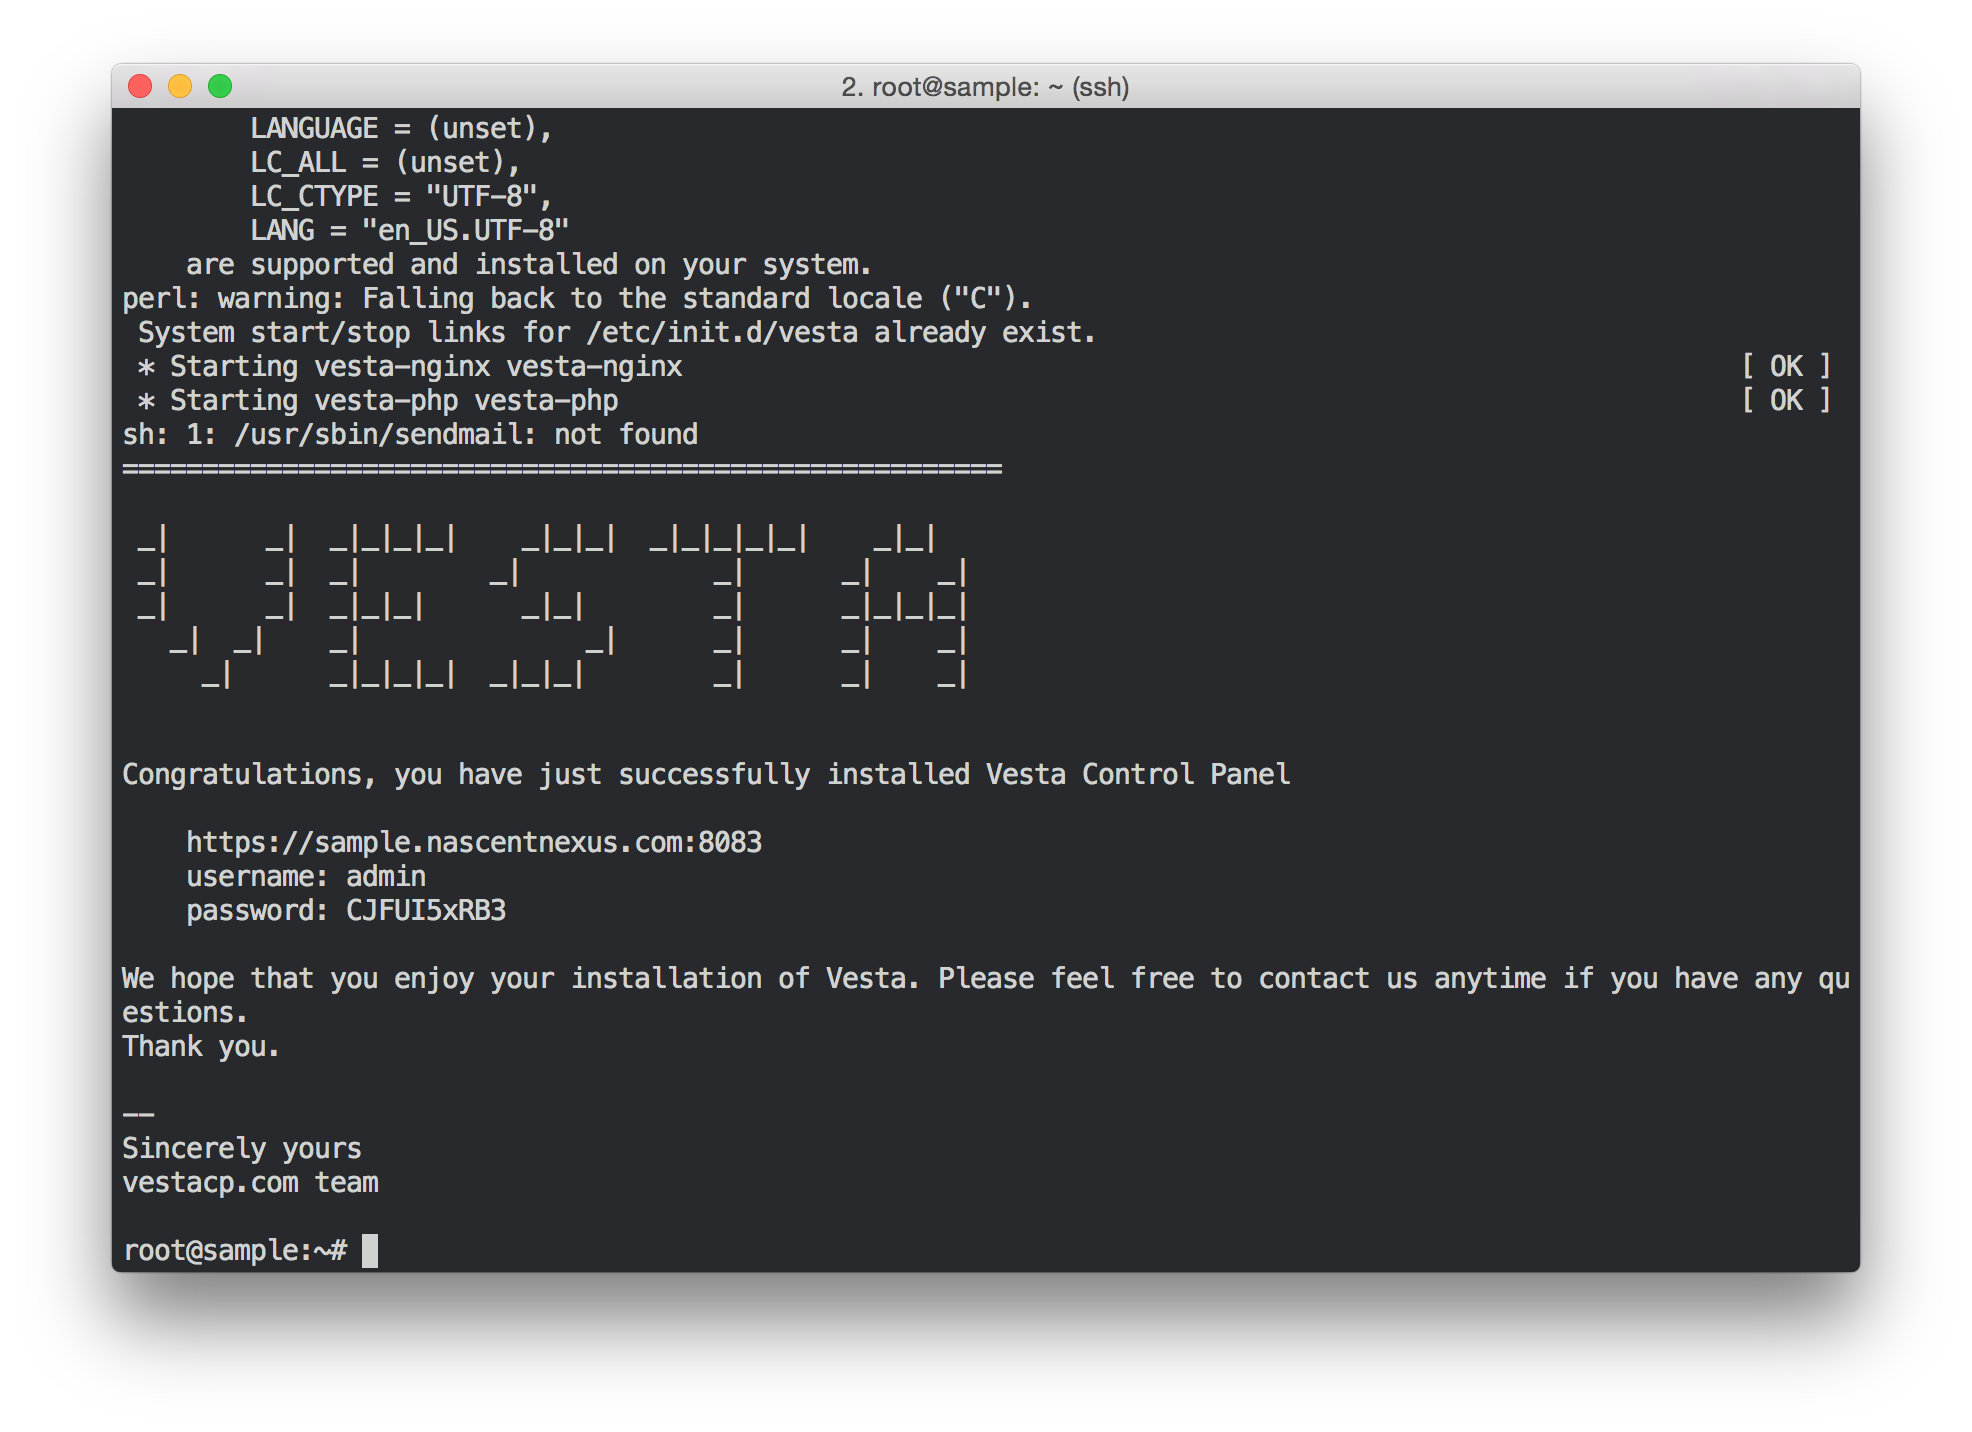 2. root@sample: ~ (ssh)
        LANGUAGE = (unset),
        LC_ALL = (unset),
        LC_CTYPE = "UTF-8",
        LANG = "en_US.UTF-8"
    are supported and installed on your system.
perl: warning: Falling back to the standard locale ("C").
 System start/stop links for /etc/init.d/vesta already exist.
 * Starting vesta-nginx vesta-nginx [ OK ]
 * Starting vesta-php vesta-php [ OK ]
sh: 1: /usr/sbin/sendmail: not found
=======================================================

 _|      _|  _|_|_|_|    _|_|_|  _|_|_|_|_|    _|_|
 _|      _|  _|        _|            _|      _|    _|
 _|      _|  _|_|_|      _|_|        _|      _|_|_|_|
   _|  _|    _|              _|      _|      _|    _|
     _|      _|_|_|_|  _|_|_|        _|      _|    _|

Congratulations, you have just successfully installed Vesta Control Panel

    https://sample.nascentnexus.com:8083
    username: admin
    password: CJFUI5xRB3

We hope that you enjoy your installation of Vesta. Please feel free to contact us anytime if you have any qu
estions.
Thank you.

--
Sincerely yours
vestacp.com team

root@sample:~#